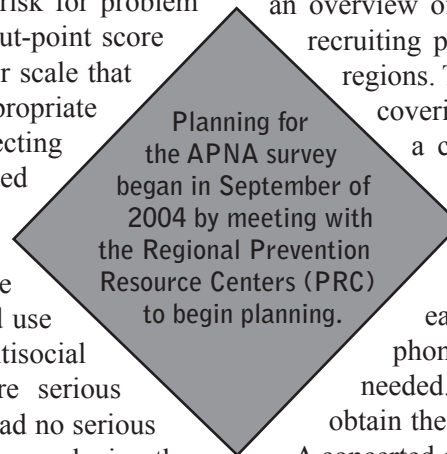 risk for problem
ut-point score
r scale that
propriate
ecting
ed
e
l use
ntisocial
re serious
ad no serious
Planning for
the APNA survey
began in September of
2004 by meeting with
the Regional Prevention
Resource Centers (PRC)
to begin planning.
an overview of
recruiting p
regions. T
coveri
a c
ea
phon
needed.
obtain the
A concerted